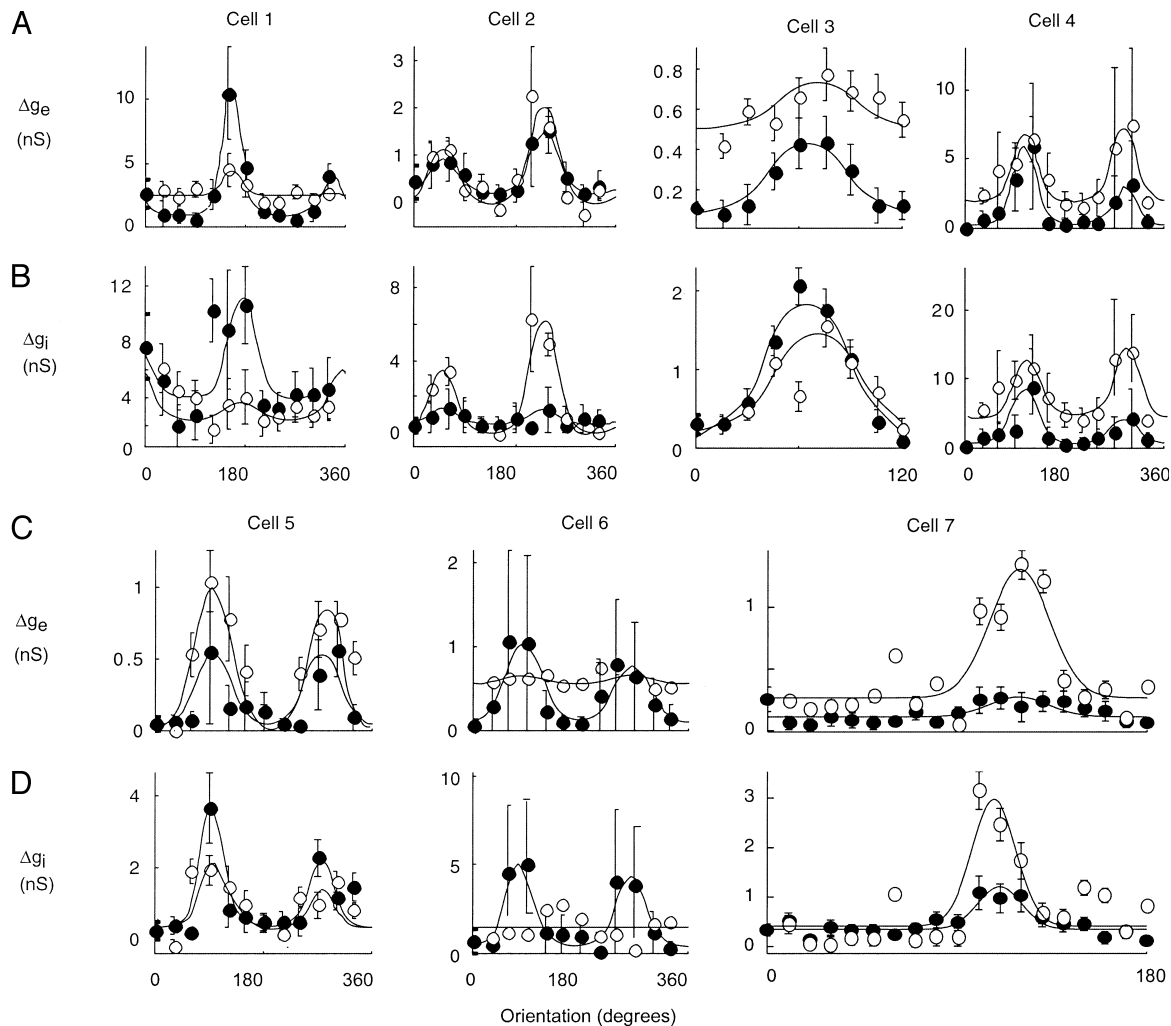 A
Cell 1 Cell 2 Cell 3 Cell 4
Δge
(nS)
10
5
0
3
2
1
0
0.8
0.6
0.4
0.2
10
5
0
B
Δgi
(nS)
12
8
4
0
8
4
0
2
1
0
20
10
0
0 180 360 0 180 360 0 120 0 180 360
C
Cell 5 Cell 6 Cell 7
Δge
(nS)
1
0.5
0
2
1
0
1
0
D
Δgi
(nS)
4
2
0
10
5
0
3
2
1
0
0 180 360 0 180 360 0 180
Orientation (degrees)